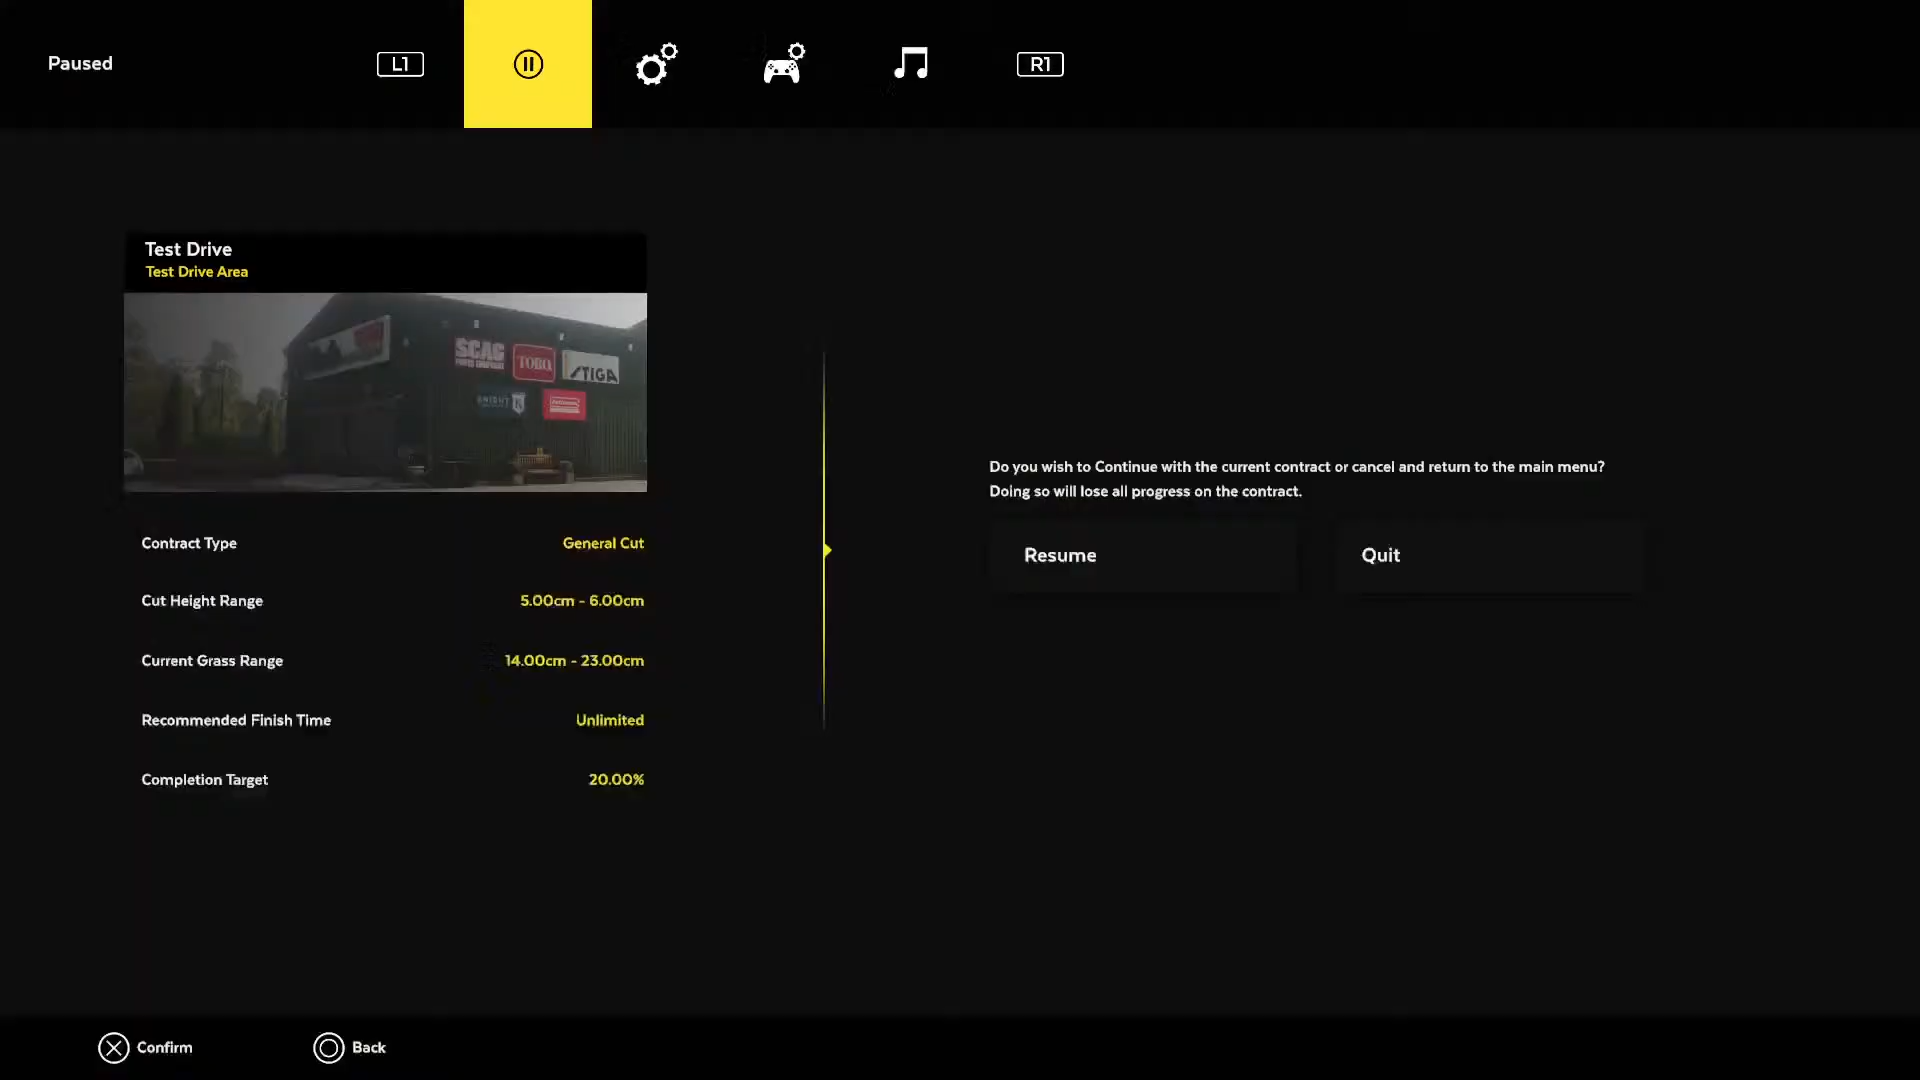 Paused
L1
R1
Test Drive
Test Drive Area
SCAG
POWER EQUIPMENT
TORO
STIGA
KNIGHT
Contract Type
General Cut
Cut Height Range
5.00cm - 6.00cm
Current Grass Range
14.00cm - 23.00cm
Recommended Finish Time
Unlimited
Completion Target
20.00%
Do you wish to Continue with the current contract or cancel and return to the main menu?
Doing so will lose all progress on the contract.
Resume
Quit
Confirm
Back